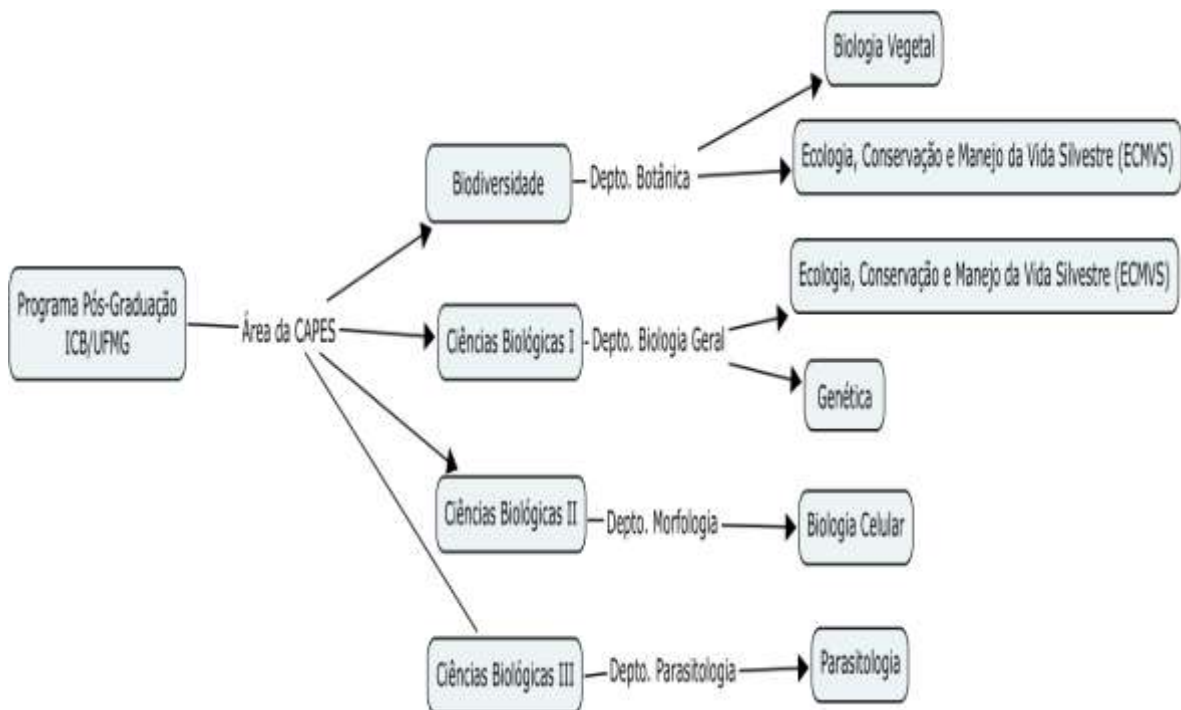 Programa Pós-Graduação
ICB/UFMG
Área da CAPES
Biodiversidade
Depto. Botânica
Biologia Vegetal
Ecologia, Conservação e Manejo da Vida Silvestre (ECMVS)
Ciências Biológicas I
Depto. Biologia Geral
Ecologia, Conservação e Manejo da Vida Silvestre (ECMVS)
Genética
Ciências Biológicas II
Depto. Morfologia
Biologia Celular
Ciências Biológicas III
Depto. Parasitologia
Parasitologia